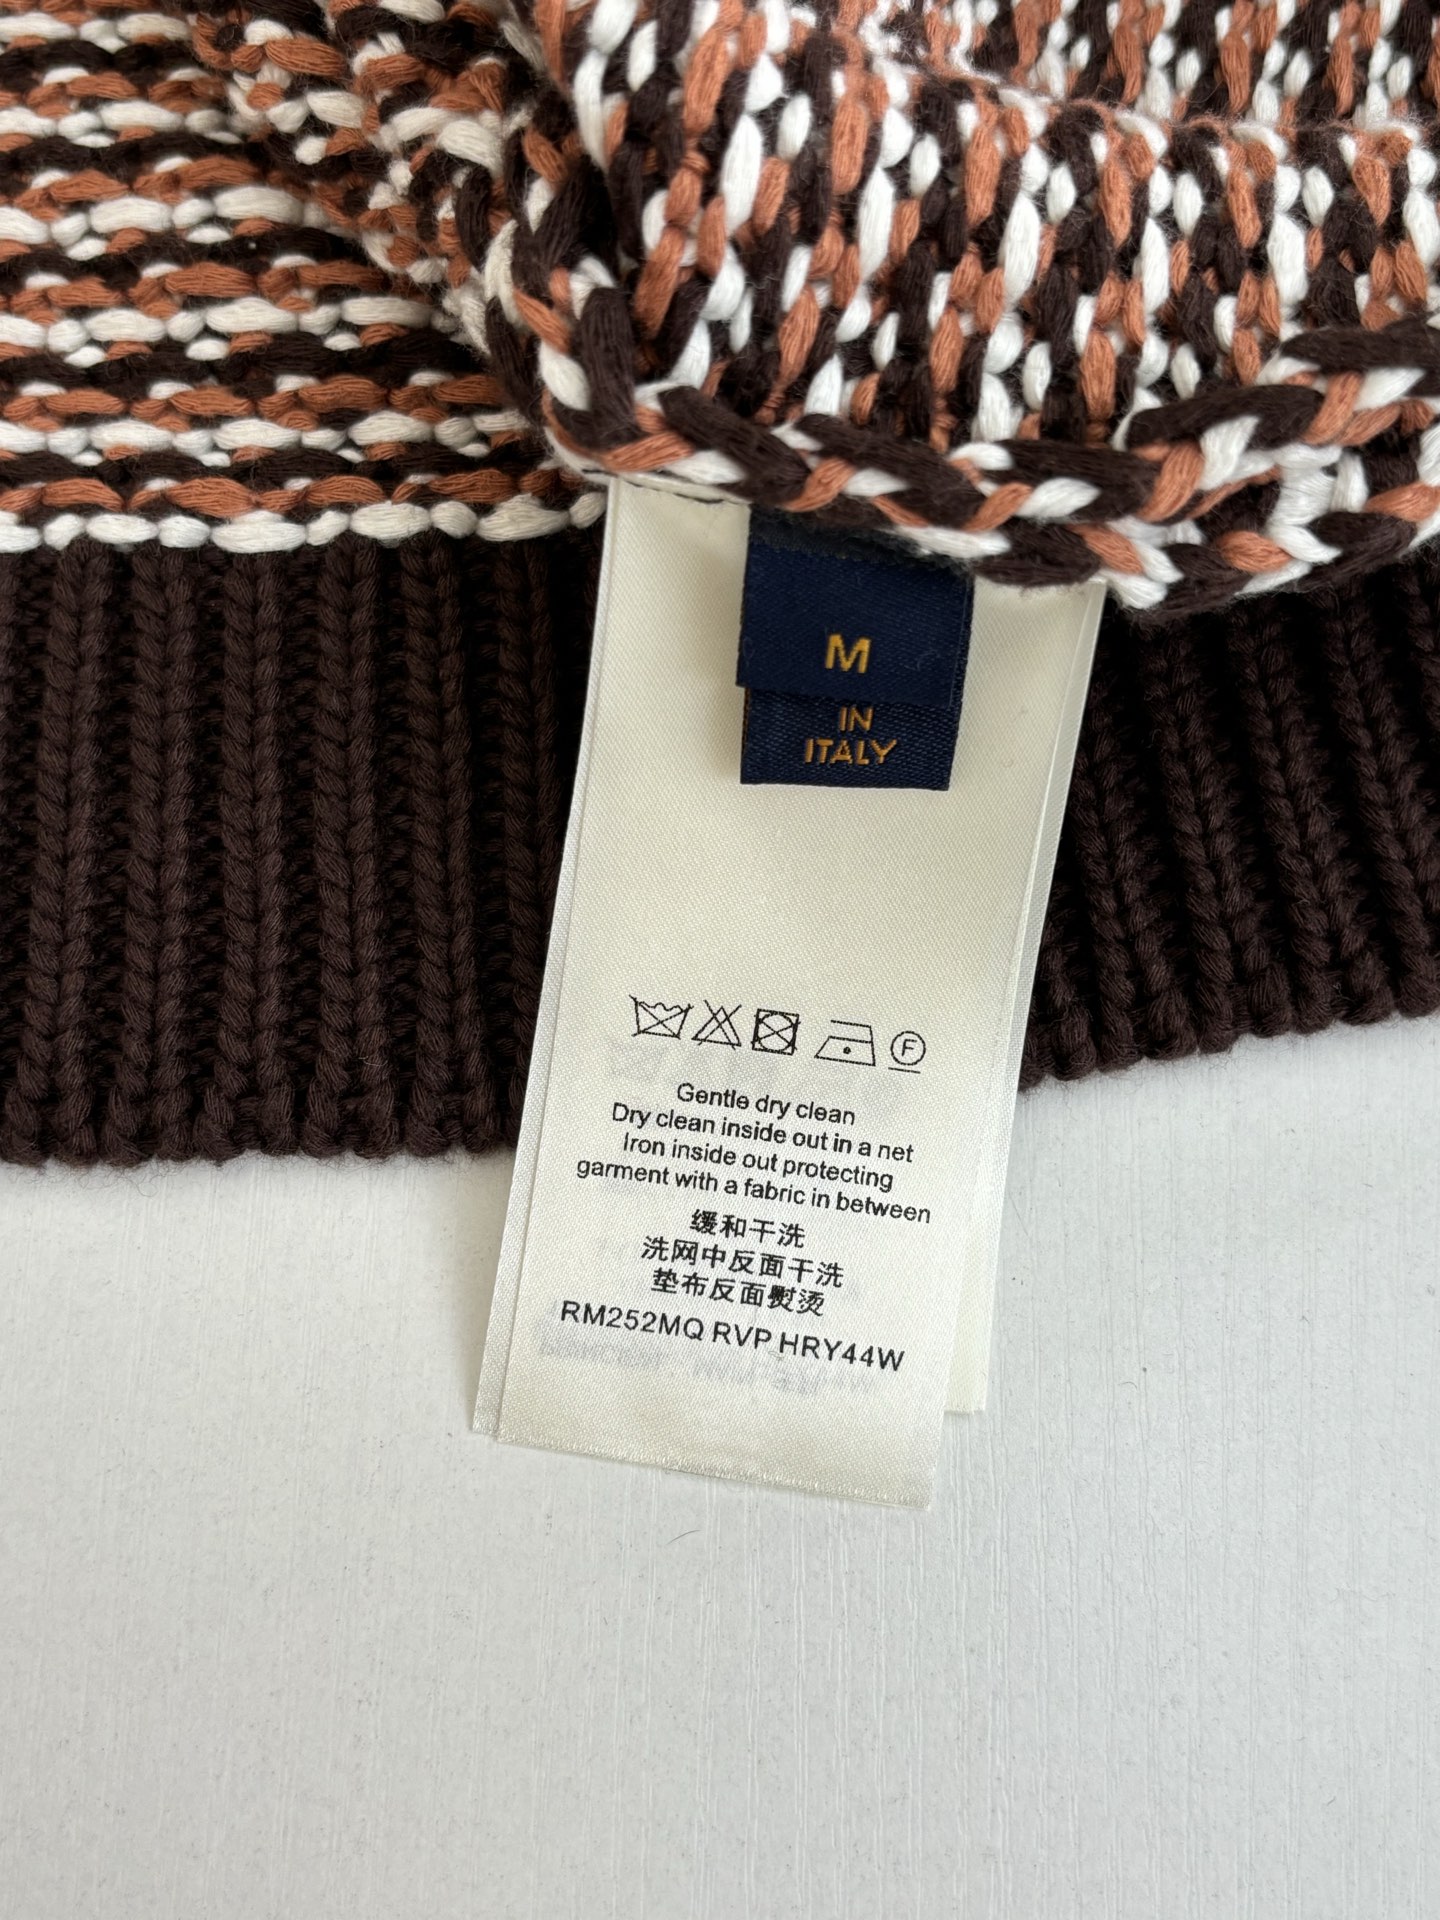 M
IN
ITALY
F
Gentle dry clean
Dry clean inside out in a net
Iron inside out protecting
garment with a fabric in between
缓和干洗
洗网中反面干洗
垫布反面熨烫
RM252MQ RVP HRY44W